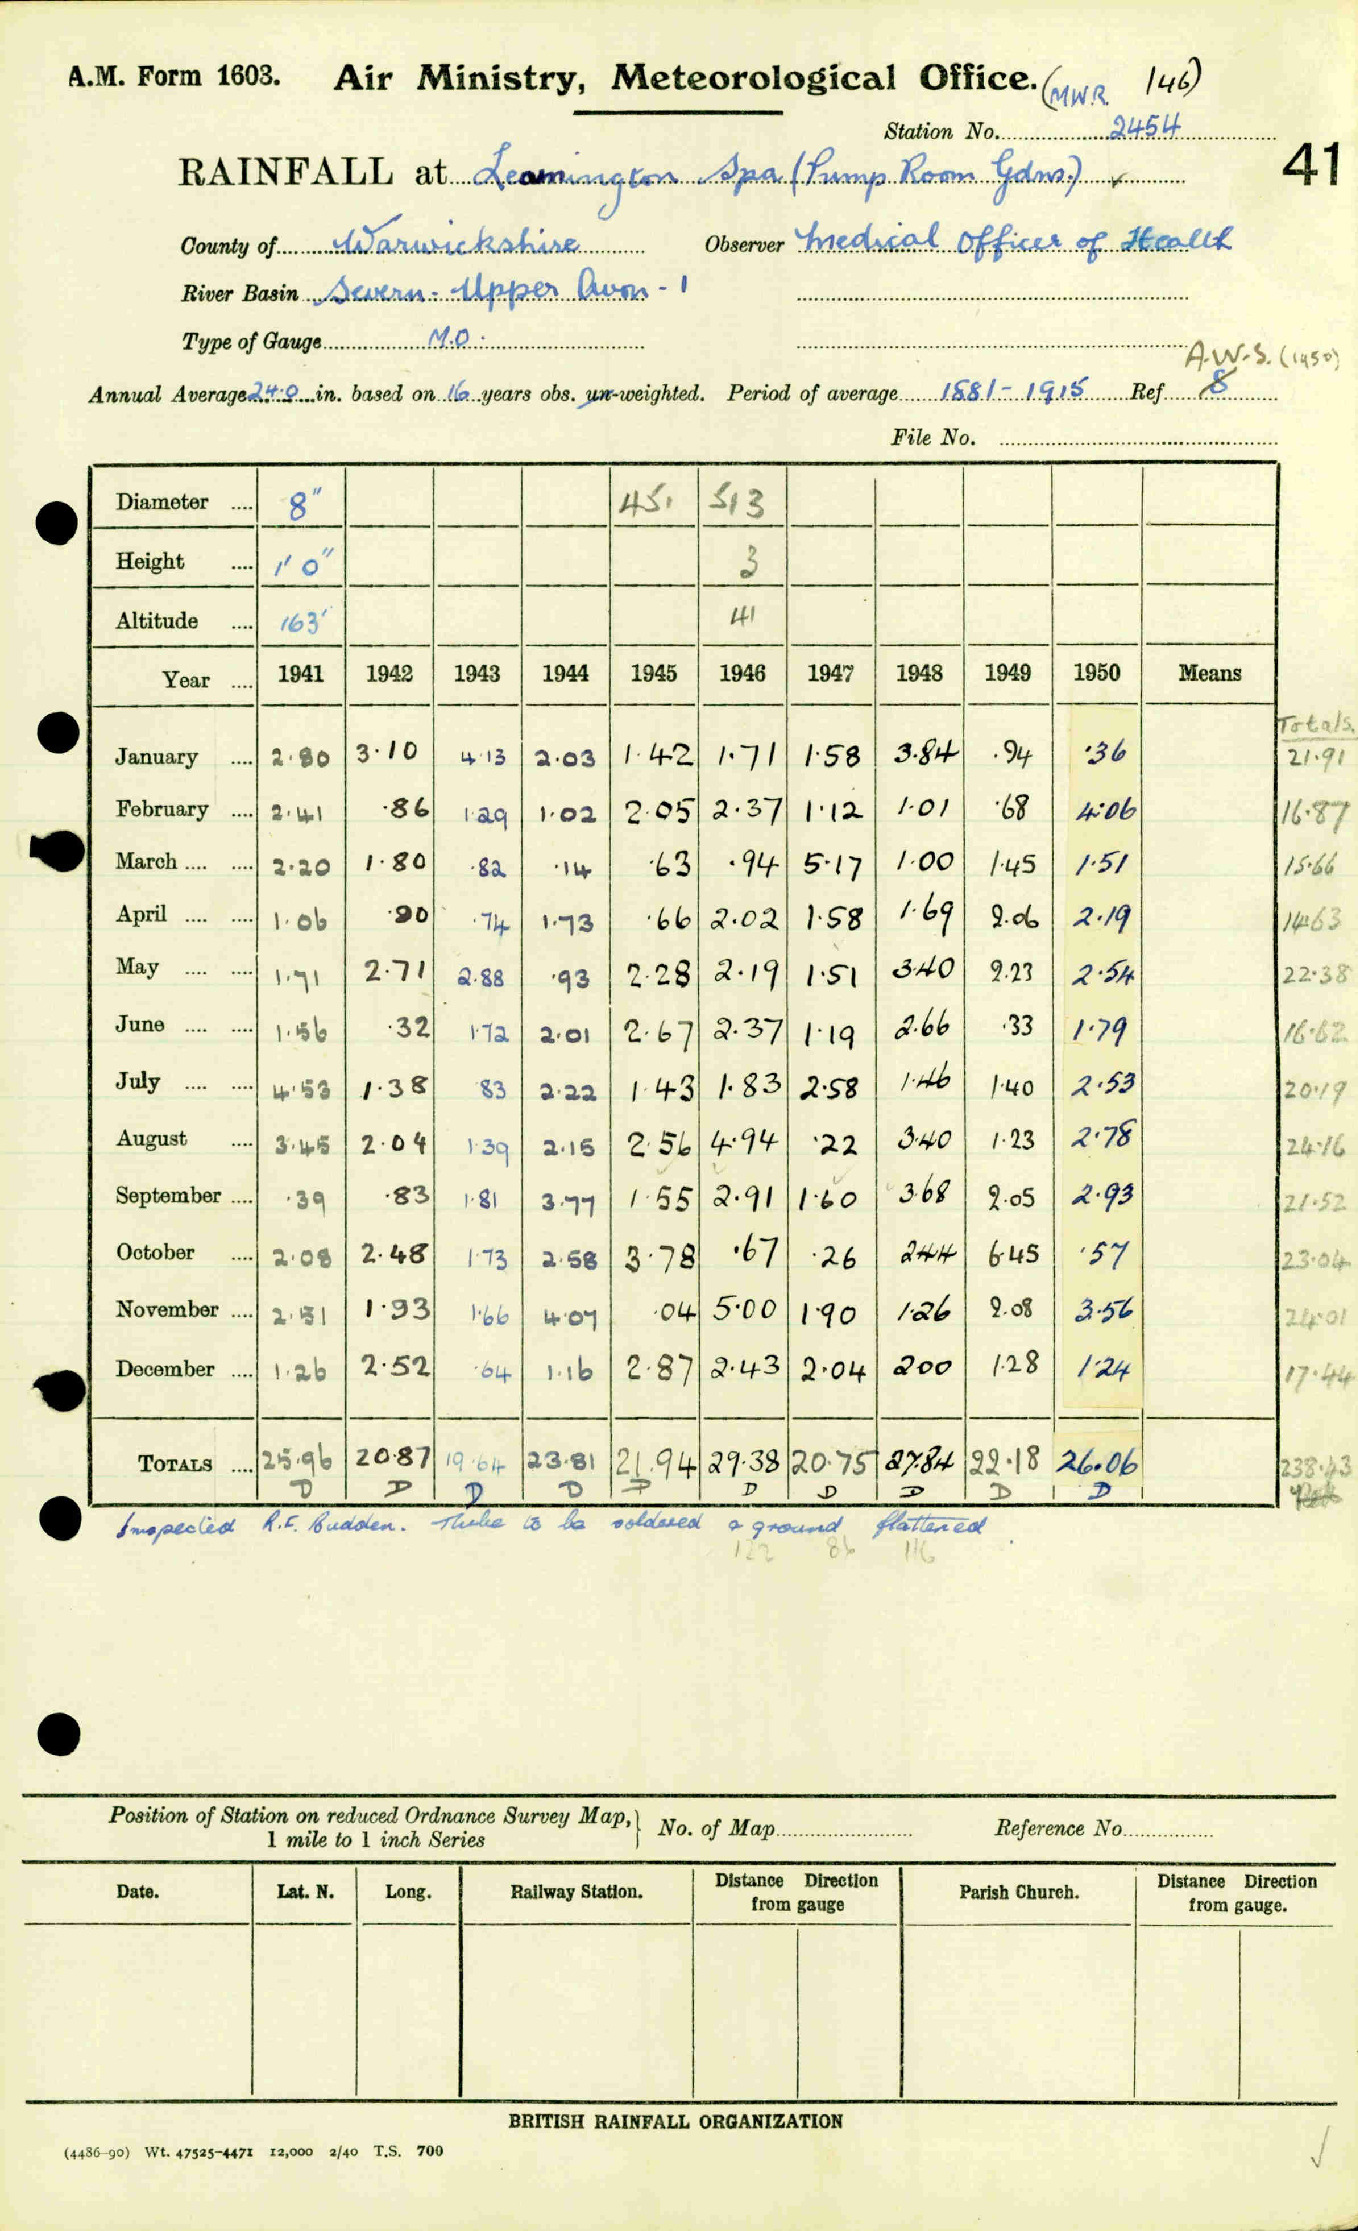 A.M. Form 1603. Air Ministry, Meteorological Office. (M.W.R. 146)
Station No. 2454
41
RAINFALL at Leamington Spa (Pump Room Gdns.) ✓
County of Warwickshire Observer Medical Officer of Health
River Basin Severn - Upper Avon - 1
Type of Gauge M.O.
A.W.S. (1950)
Annual Average 24.0 in. based on 16 years obs. un-weighted. Period of average 1881-1915 Ref. 8
File No.
Diameter .... 8" 451 513
Height .... 1' 0" 3
Altitude .... 163' 41
Year .... 1941 1942 1943 1944 1945 1946 1947 1948 1949 1950 Means
Totals.
January .... 2.80 3.10 4.13 2.03 1.42 1.71 1.58 3.84 .94 .36 21.91
February .... 2.41 .86 1.29 1.02 2.05 2.37 1.12 1.01 .68 4.06 16.87
March .... .... 2.20 1.80 .82 .14 .63 .94 5.17 1.00 1.45 1.51 15.66
April .... .... 1.06 .90 .74 1.73 .66 2.02 1.58 1.69 2.06 2.19 14.63
May .... .... 1.71 2.71 2.88 .93 2.28 2.19 1.51 3.40 2.23 2.54 22.38
June .... .... 1.56 .32 1.72 2.01 2.67 2.37 1.19 2.66 .33 1.79 16.62
July .... .... 4.53 1.38 .83 2.22 1.43 1.83 2.58 1.46 1.40 2.53 20.19
August .... 3.45 2.04 1.39 2.15 2.56 4.94 .22 3.40 1.23 2.78 24.16
September .... .39 .83 1.81 3.77 1.55 2.91 1.60 3.68 2.05 2.93 21.52
October .... 2.08 2.48 1.73 2.58 3.78 .67 .26 2.44 6.45 .57 23.04
November .... 2.51 1.93 1.66 4.07 .04 5.00 1.90 1.26 2.08 3.56 24.01
December .... 1.26 2.52 .64 1.16 2.87 2.43 2.04 2.00 1.28 1.24 17.44
TOTALS .... 25.96 20.87 19.64 23.81 21.94 29.38 20.75 27.84 22.18 26.06 238.43
D D D D D D D D D D
Inspected R.F. Budden. Tube to be soldered & ground flattened.
122 86 116
Position of Station on reduced Ordnance Survey Map, 1 mile to 1 inch Series } No. of Map Reference No.
Date. Lat. N. Long. Railway Station. Distance Direction from gauge Parish Church. Distance Direction from gauge.
BRITISH RAINFALL ORGANIZATION
(4486-90) Wt. 47525-4471 12,000 2/40 T.S. 700
✓